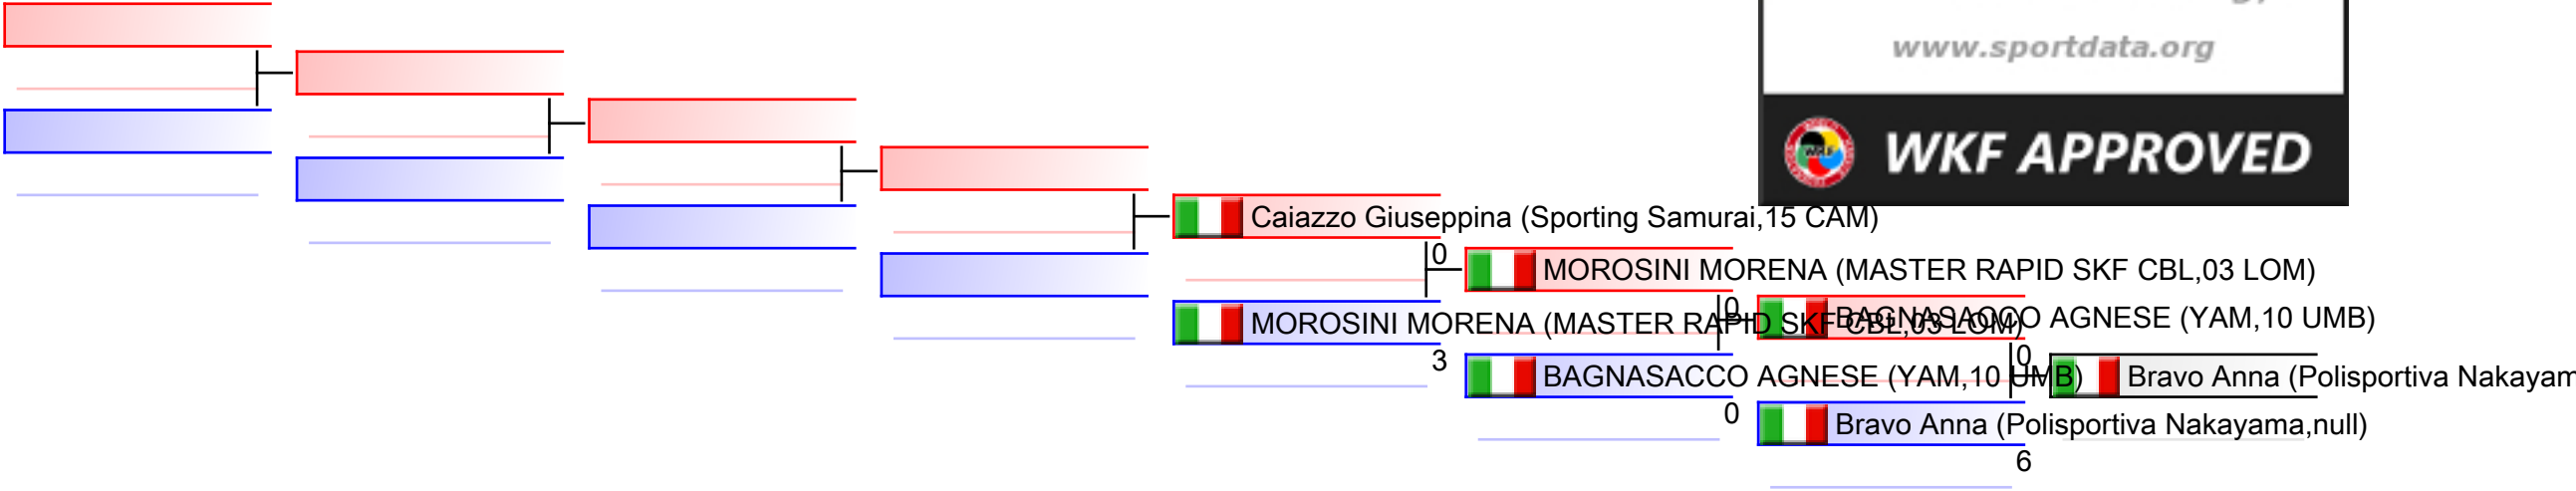 www.sportdata.org
WKF APPROVED
Caiazzo Giuseppina (Sporting Samurai,15 CAM)
0
MOROSINI MORENA (MASTER RAPID SKF CBL,03 LOM)
0
BAGNASACCO AGNESE (YAM,10 UMB)
MOROSINI MORENA (MASTER RAPID SKF CBL,03 LOM)
3
0
BAGNASACCO AGNESE (YAM,10 UMB)
Bravo Anna (Polisportiva Nakayam
0
Bravo Anna (Polisportiva Nakayama,null)
6